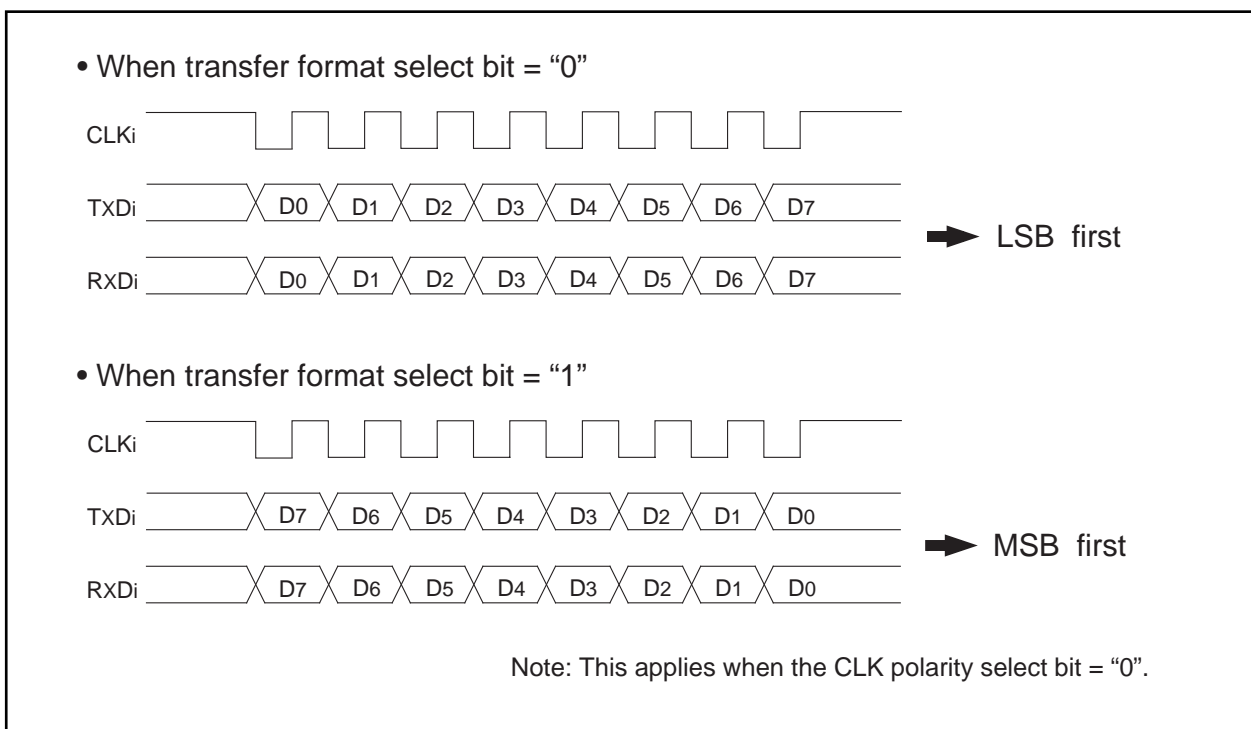 • When transfer format select bit = “0”
CLKi
TXDi D0 D1 D2 D3 D4 D5 D6 D7
LSB first
RXDi D0 D1 D2 D3 D4 D5 D6 D7
• When transfer format select bit = “1”
CLKi
TXDi D7 D6 D5 D4 D3 D2 D1 D0
MSB first
RXDi D7 D6 D5 D4 D3 D2 D1 D0
Note: This applies when the CLK polarity select bit = “0”.